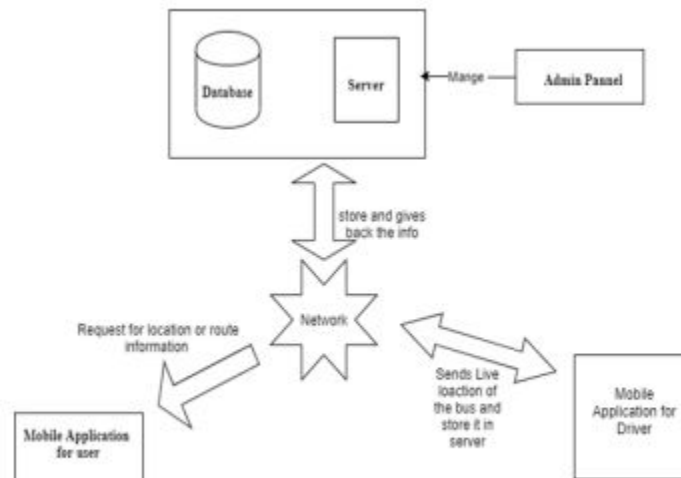 Database
Server
Mange
Admin Pannel
store and gives
back the info
Network
Request for location or route
information
Sends Live
loaction of
the bus and
store it in
server
Mobile
Application for
Driver
Mobile Application
for user